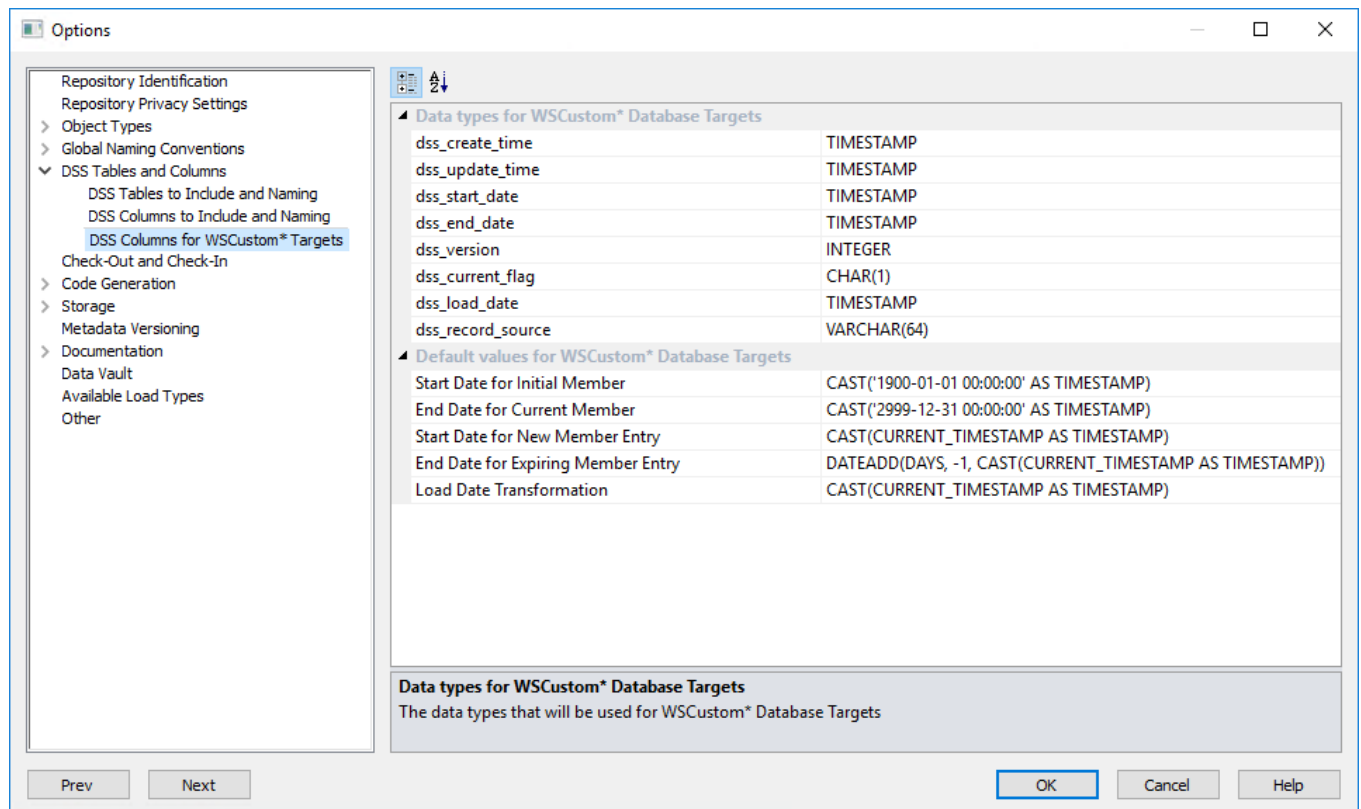 Options
Repository Identification
Repository Privacy Settings
Object Types
Global Naming Conventions
DSS Tables and Columns
DSS Tables to Include and Naming
DSS Columns to Include and Naming
DSS Columns for WSCustom* Targets
Check-Out and Check-In
Code Generation
Storage
Metadata Versioning
Documentation
Data Vault
Available Load Types
Other
A
Z
Data types for WSCustom* Database Targets
dss_create_time TIMESTAMP
dss_update_time TIMESTAMP
dss_start_date TIMESTAMP
dss_end_date TIMESTAMP
dss_version INTEGER
dss_current_flag CHAR(1)
dss_load_date TIMESTAMP
dss_record_source VARCHAR(64)
Default values for WSCustom* Database Targets
Start Date for Initial Member CAST('1900-01-01 00:00:00' AS TIMESTAMP)
End Date for Current Member CAST('2999-12-31 00:00:00' AS TIMESTAMP)
Start Date for New Member Entry CAST(CURRENT_TIMESTAMP AS TIMESTAMP)
End Date for Expiring Member Entry DATEADD(DAYS, -1, CAST(CURRENT_TIMESTAMP AS TIMESTAMP))
Load Date Transformation CAST(CURRENT_TIMESTAMP AS TIMESTAMP)
Data types for WSCustom* Database Targets
The data types that will be used for WSCustom* Database Targets
Prev Next OK Cancel Help